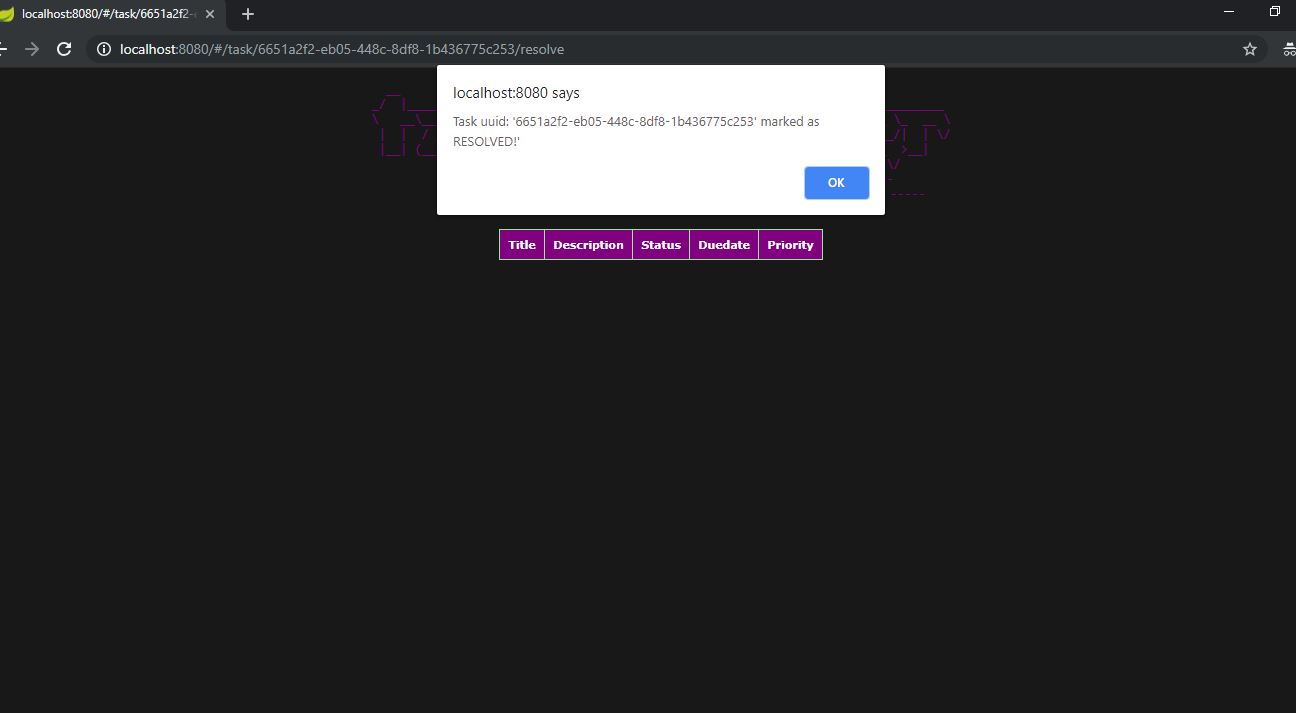 localhost:8080/#/task/6651a2f2-
localhost:8080/#/task/6651a2f2-eb05-448c-8df8-1b436775c253/resolve
localhost:8080 says
Task uuid: '6651a2f2-eb05-448c-8df8-1b436775c253' marked as
RESOLVED!'
OK
Title Description Status Duedate Priority